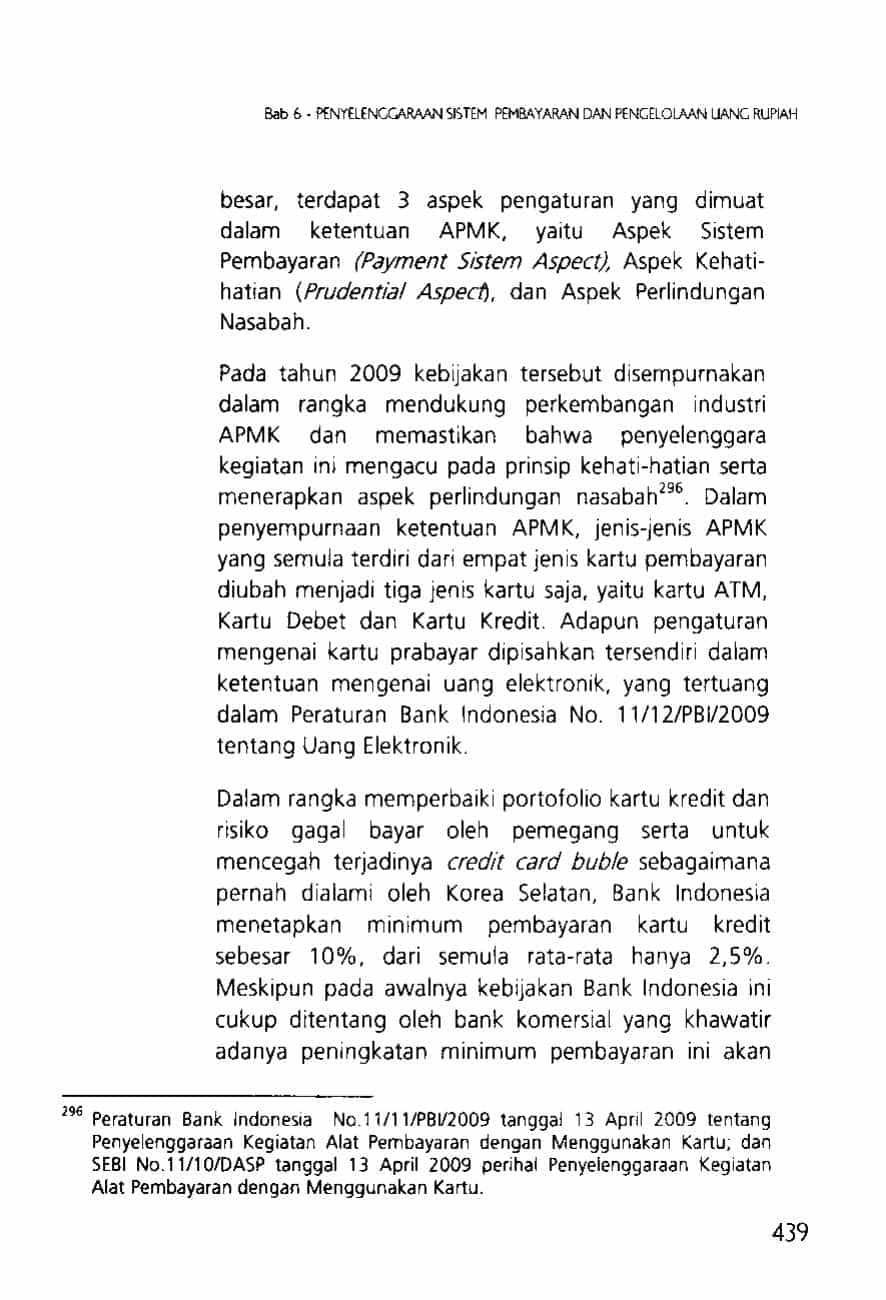 Bab 6 - PENYELENGGARAAN SISTEM PEMBAYARAN DAN PENGELOLAAN UANG RUPIAH
besar, terdapat 3 aspek pengaturan yang dimuat
dalam ketentuan APMK, yaitu Aspek Sistem
Pembayaran (Payment Sistem Aspect), Aspek Kehati-
hatian (Prudential Aspect), dan Aspek Perlindungan
Nasabah.
Pada tahun 2009 kebijakan tersebut disempurnakan
dalam rangka mendukung perkembangan industri
APMK dan memastikan bahwa penyelenggara
kegiatan ini mengacu pada prinsip kehati-hatian serta
menerapkan aspek perlindungan nasabah296. Dalam
penyempurnaan ketentuan APMK, jenis-jenis APMK
yang semula terdiri dari empat jenis kartu pembayaran
diubah menjadi tiga jenis kartu saja, yaitu kartu ATM,
Kartu Debet dan Kartu Kredit. Adapun pengaturan
mengenai kartu prabayar dipisahkan tersendiri dalam
ketentuan mengenai uang elektronik, yang tertuang
dalam Peraturan Bank Indonesia No. 11/12/PBI/2009
tentang Uang Elektronik.
Dalam rangka memperbaiki portofolio kartu kredit dan
risiko gagal bayar oleh pemegang serta untuk
mencegah terjadinya credit card buble sebagaimana
pernah dialami oleh Korea Selatan, Bank Indonesia
menetapkan minimum pembayaran kartu kredit
sebesar 10%, dari semula rata-rata hanya 2,5%.
Meskipun pada awalnya kebijakan Bank Indonesia ini
cukup ditentang oleh bank komersial yang khawatir
adanya peningkatan minimum pembayaran ini akan
296 Peraturan Bank Indonesia No.11/11/PBI/2009 tanggal 13 April 2009 tentang
Penyelenggaraan Kegiatan Alat Pembayaran dengan Menggunakan Kartu; dan
SEBI No.11/10/DASP tanggal 13 April 2009 perihal Penyelenggaraan Kegiatan
Alat Pembayaran dengan Menggunakan Kartu.
439